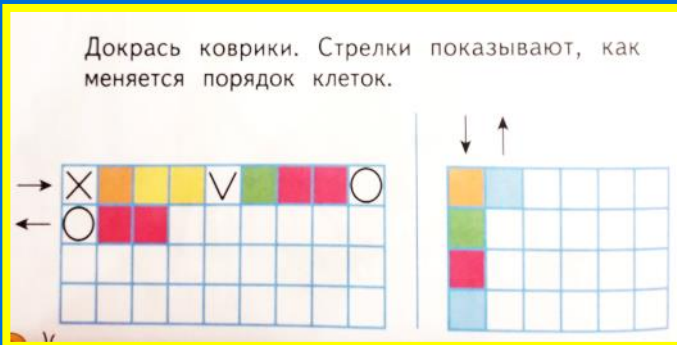 Докрась коврики. Стрелки показывают, как
меняется порядок клеток.
X V O
O